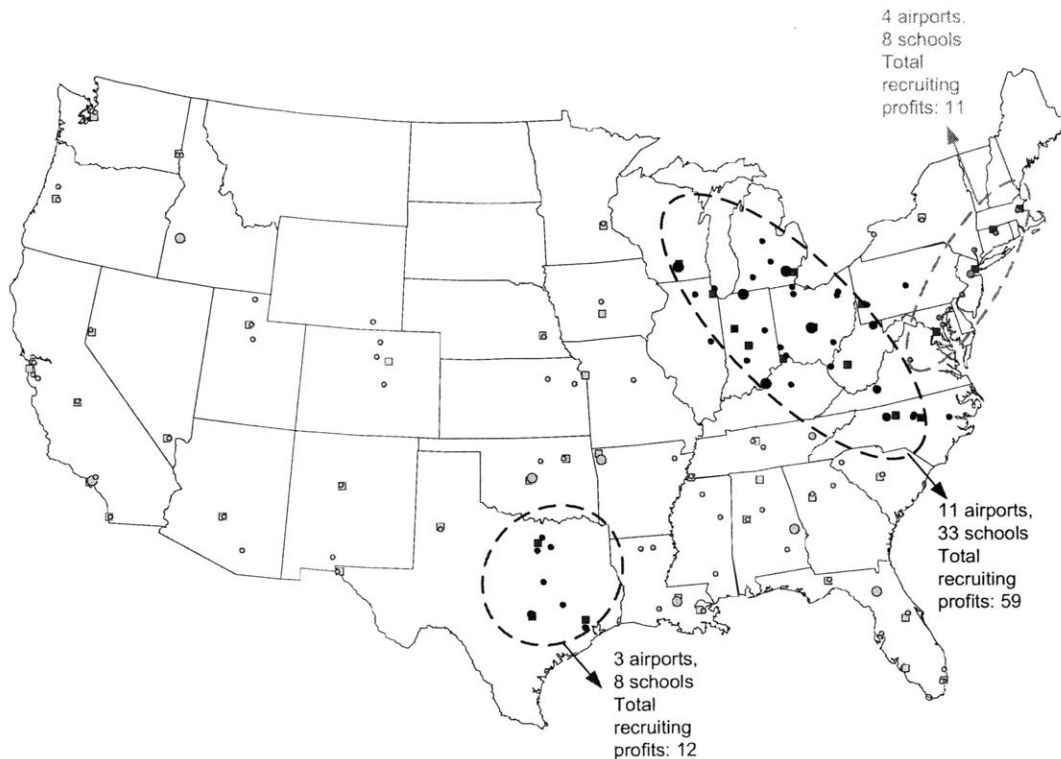 4 airports,
8 schools
Total
recruiting
profits: 11
11 airports,
33 schools
Total
recruiting
profits: 59
3 airports,
8 schools
Total
recruiting
profits: 12